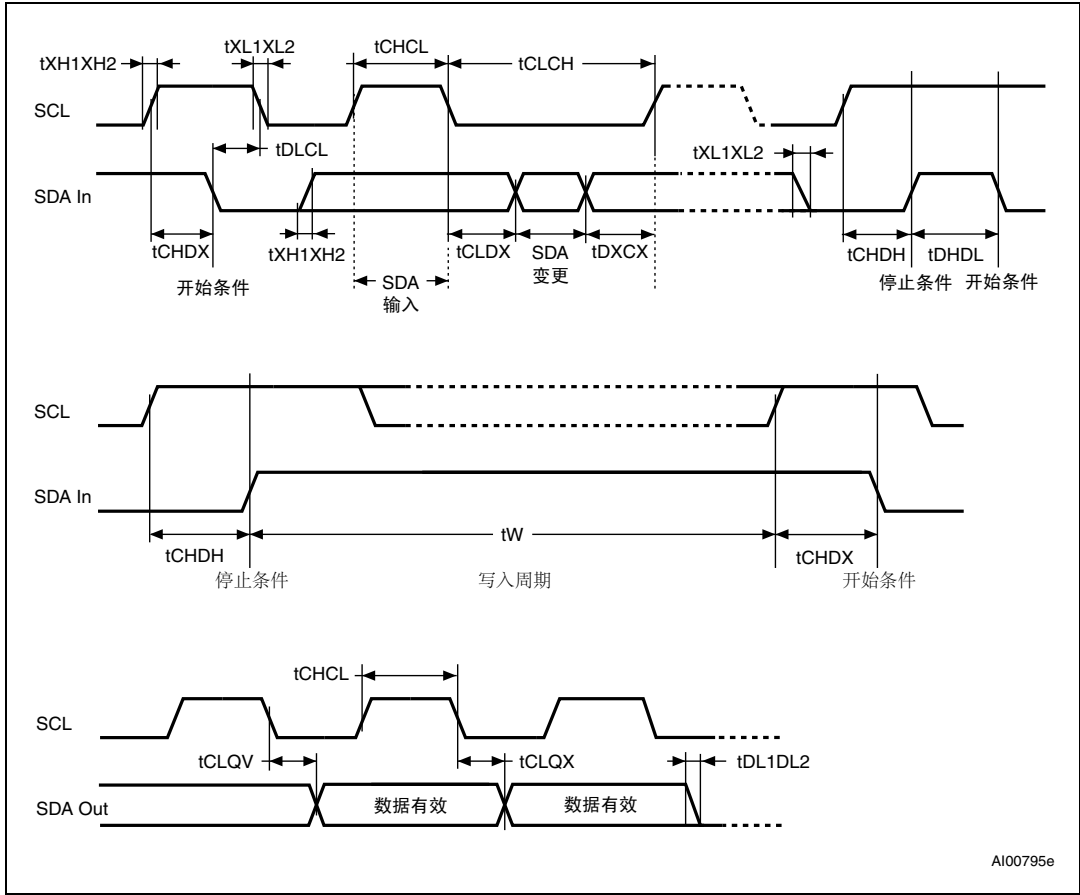 tXH1XH2
tXL1XL2
tCHCL
tCLCH
SCL
tDLCL
tXL1XL2
SDA In
tCHDX
tXH1XH2
tCLDX
SDA
变更
tDXCX
tCHDH
tDHDL
开始条件
SDA
输入
停止条件
开始条件
SCL
SDA In
tCHDH
tW
tCHDX
停止条件
写入周期
开始条件
tCHCL
SCL
tCLQV
tCLQX
tDL1DL2
SDA Out
数据有效
数据有效
AI00795e